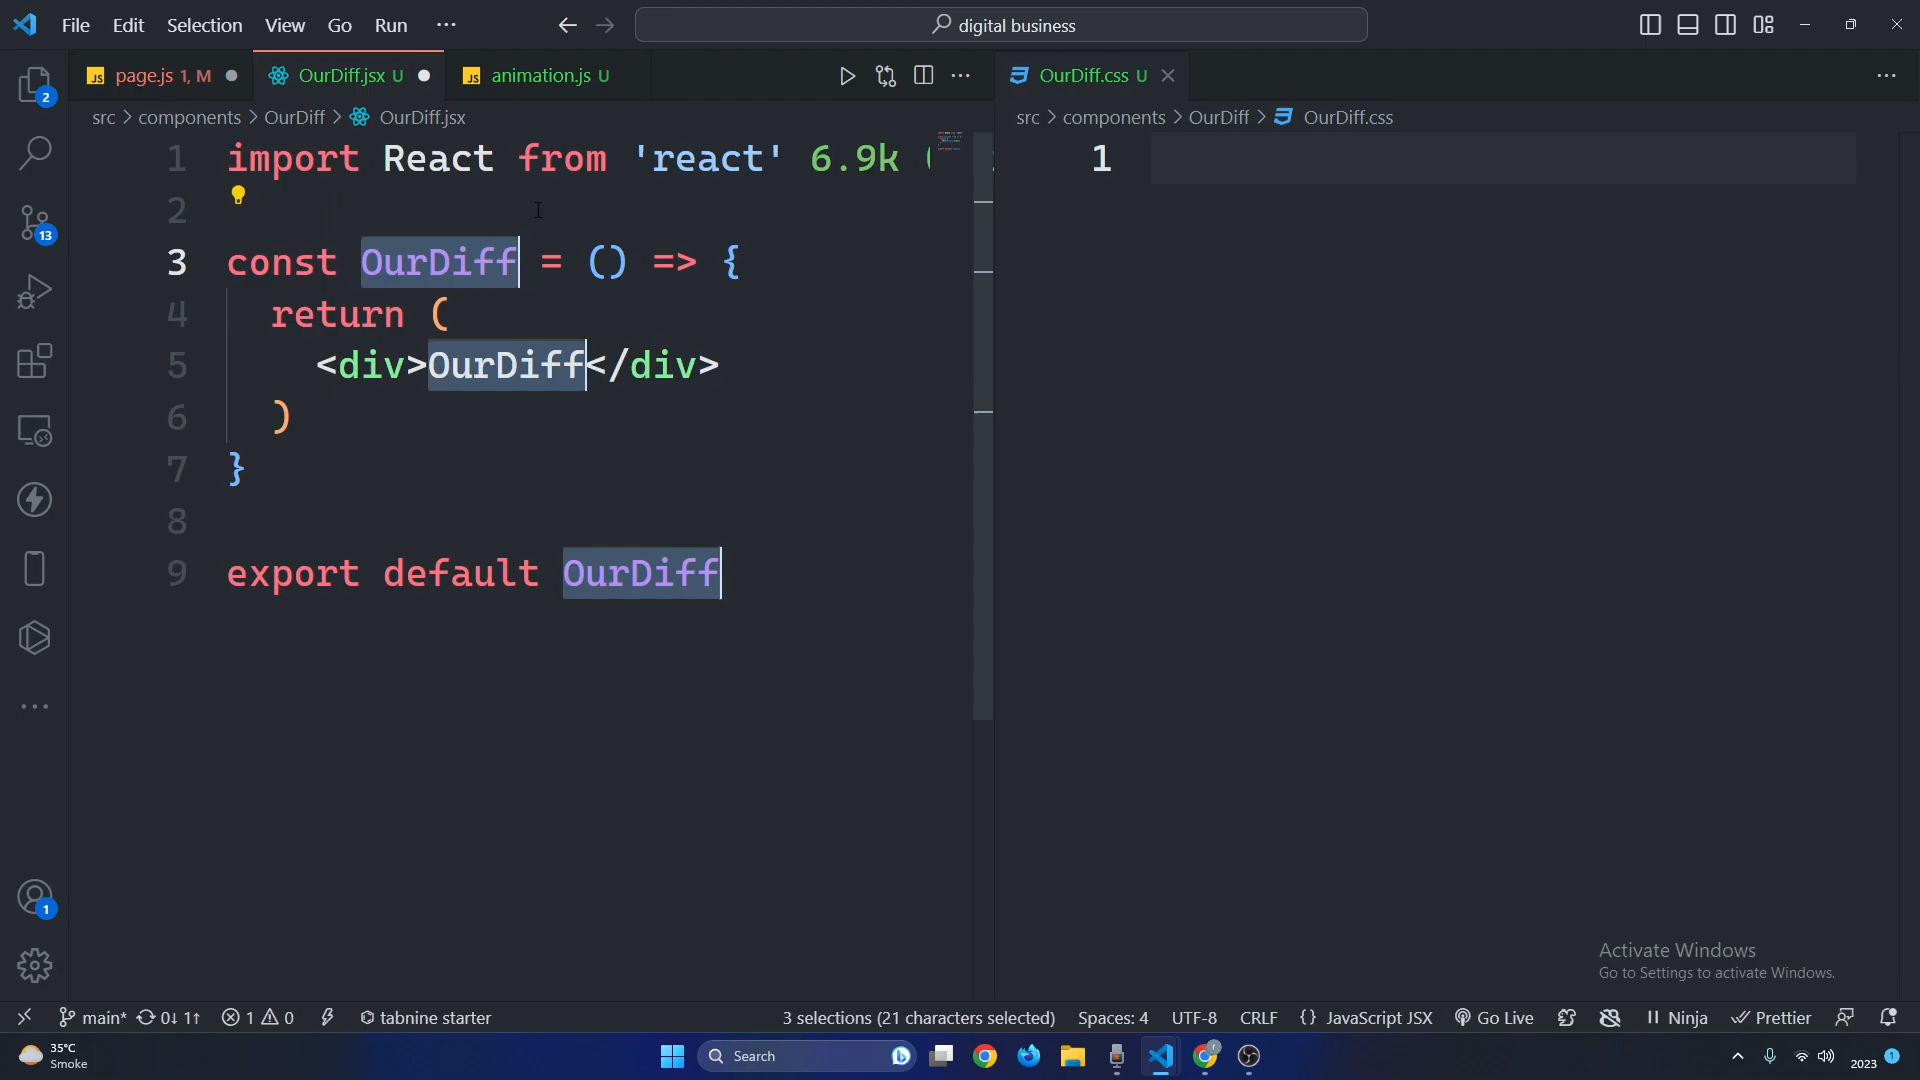 File Edit Selection View Go Run ...
digital business
page.js 1, M
OurDiff.jsx U
animation.js U
OurDiff.css U
src > components > OurDiff > OurDiff.jsx
src > components > OurDiff > OurDiff.css
1 import React from 'react' 6.9k (
2
3 const OurDiff = () => {
4 return (
5 <div>OurDiff</div>
6 )
7 }
8
9 export default OurDiff
1
2
13
1
Activate Windows
Go to Settings to activate Windows.
main* 0↓ 1↑ 1 0 tabnine starter 3 selections (21 characters selected) Spaces: 4 UTF-8 CRLF {} JavaScript JSX Go Live Ninja Prettier
35°C
Smoke
Search
2023 1